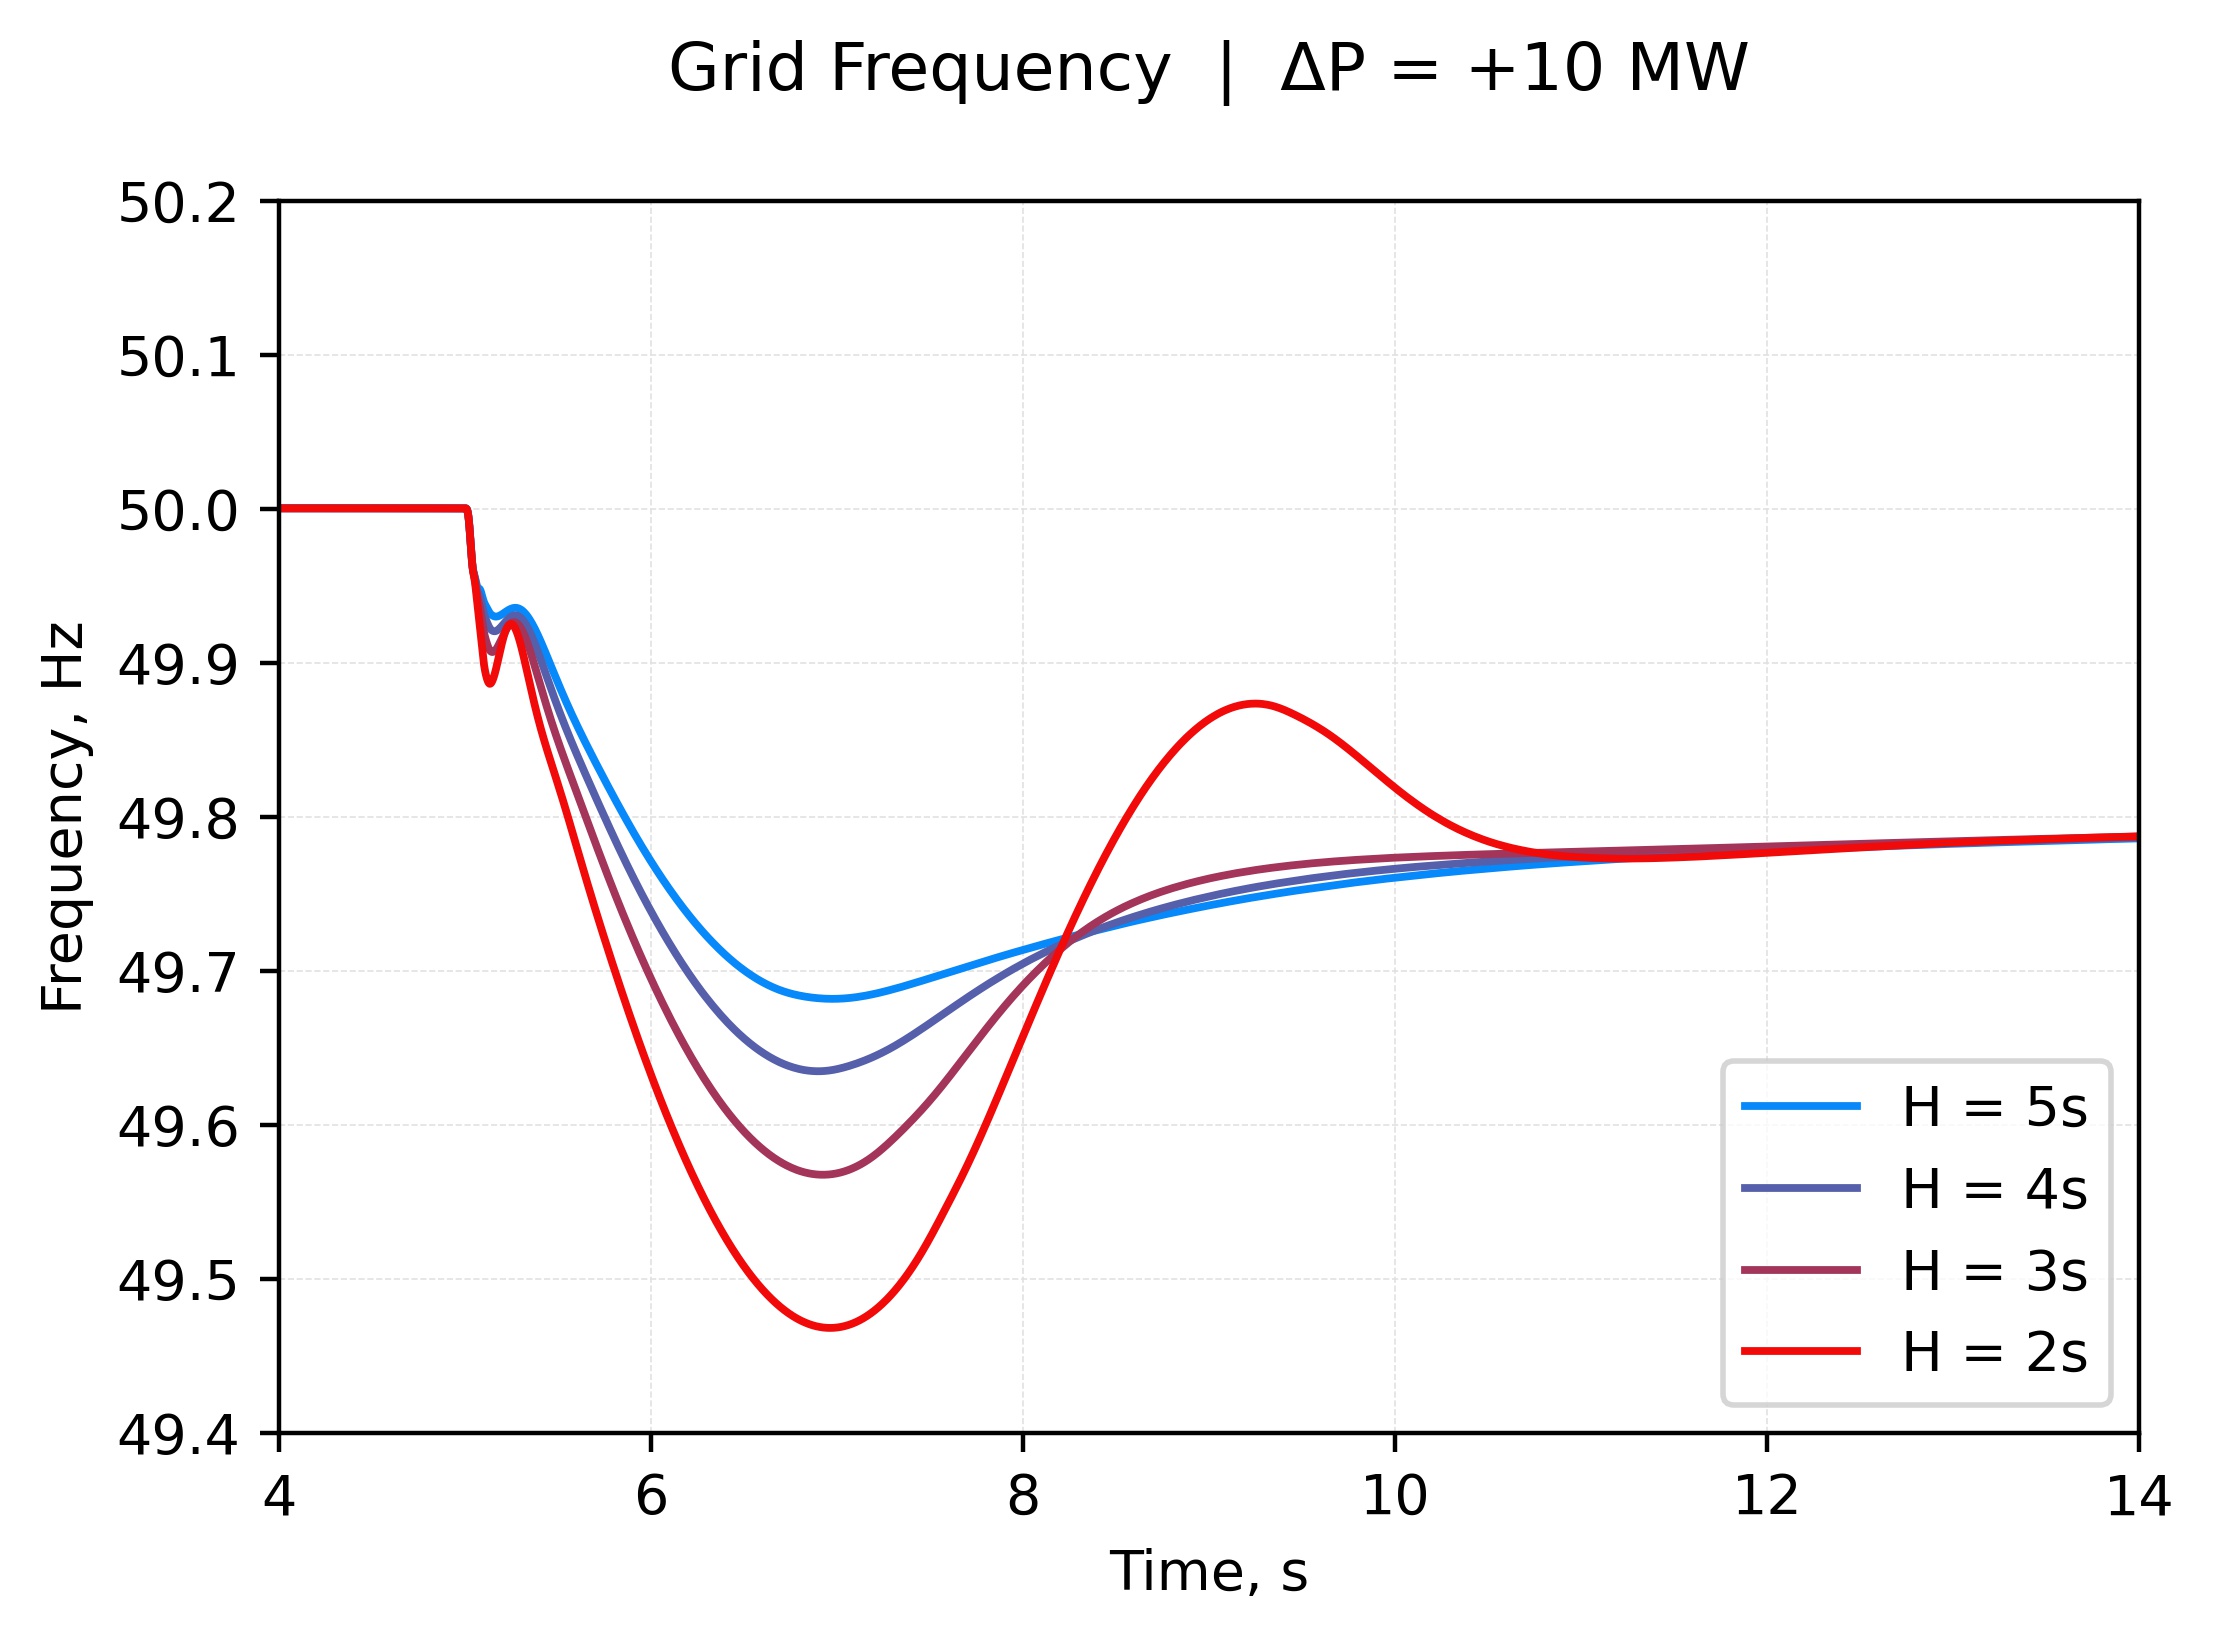 Grid Frequency | ΔP = +10 MW
50.2
50.1
50.0
49.9
49.8
49.7
49.6
49.5
49.4
Frequency, Hz
H = 5s
H = 4s
H = 3s
H = 2s
4 6 8 10 12 14
Time, s